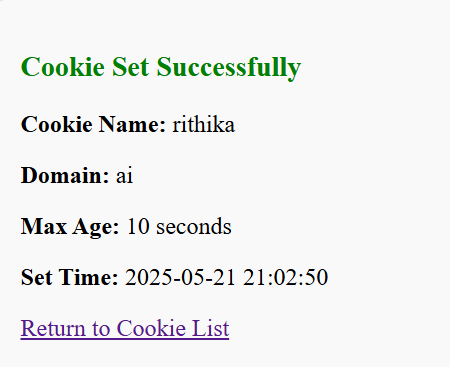 Cookie Set Successfully
Cookie Name: rithika
Domain: ai
Max Age: 10 seconds
Set Time: 2025-05-21 21:02:50
Return to Cookie List